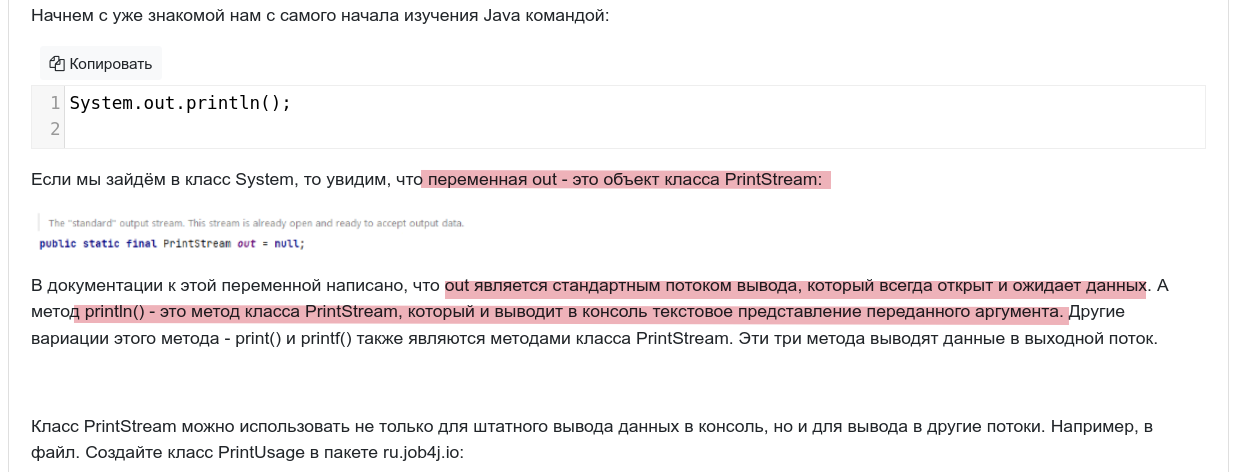 Начнем с уже знакомой нам с самого начала изучения Java командой:
Копировать
1 System.out.println();
2
Если мы зайдём в класс System, то увидим, что переменная out - это объект класса PrintStream:
The "standard" output stream. This stream is already open and ready to accept output data.
public static final PrintStream out = null;
В документации к этой переменной написано, что out является стандартным потоком вывода, который всегда открыт и ожидает данных. А
метод println() - это метод класса PrintStream, который и выводит в консоль текстовое представление переданного аргумента. Другие
вариации этого метода - print() и printf() также являются методами класса PrintStream. Эти три метода выводят данные в выходной поток.
Класс PrintStream можно использовать не только для штатного вывода данных в консоль, но и для вывода в другие потоки. Например, в
файл. Создайте класс PrintUsage в пакете ru.job4j.io: